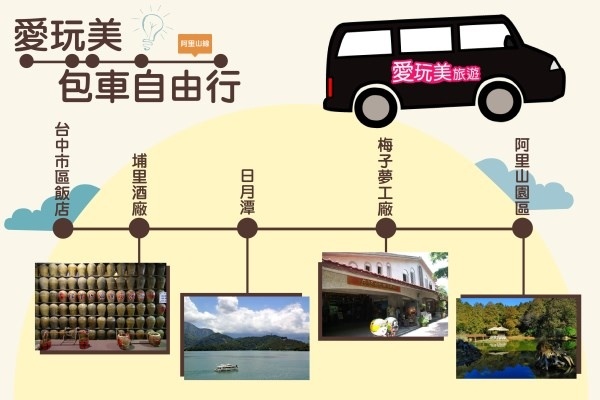 愛玩美
阿里山線
包車自由行
愛玩美旅遊
台中市區飯店
埔里酒廠
日月潭
梅子夢工廠
阿里山園區